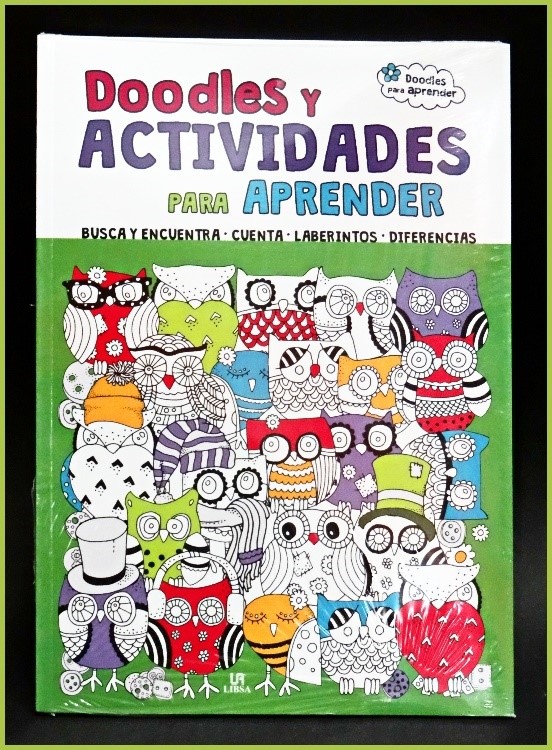 Doodles
para aprender
Doodles y
ACTIVIDADES
PARA APRENDER
BUSCA Y ENCUENTRA · CUENTA · LABERINTOS · DIFERENCIAS
LIBSA